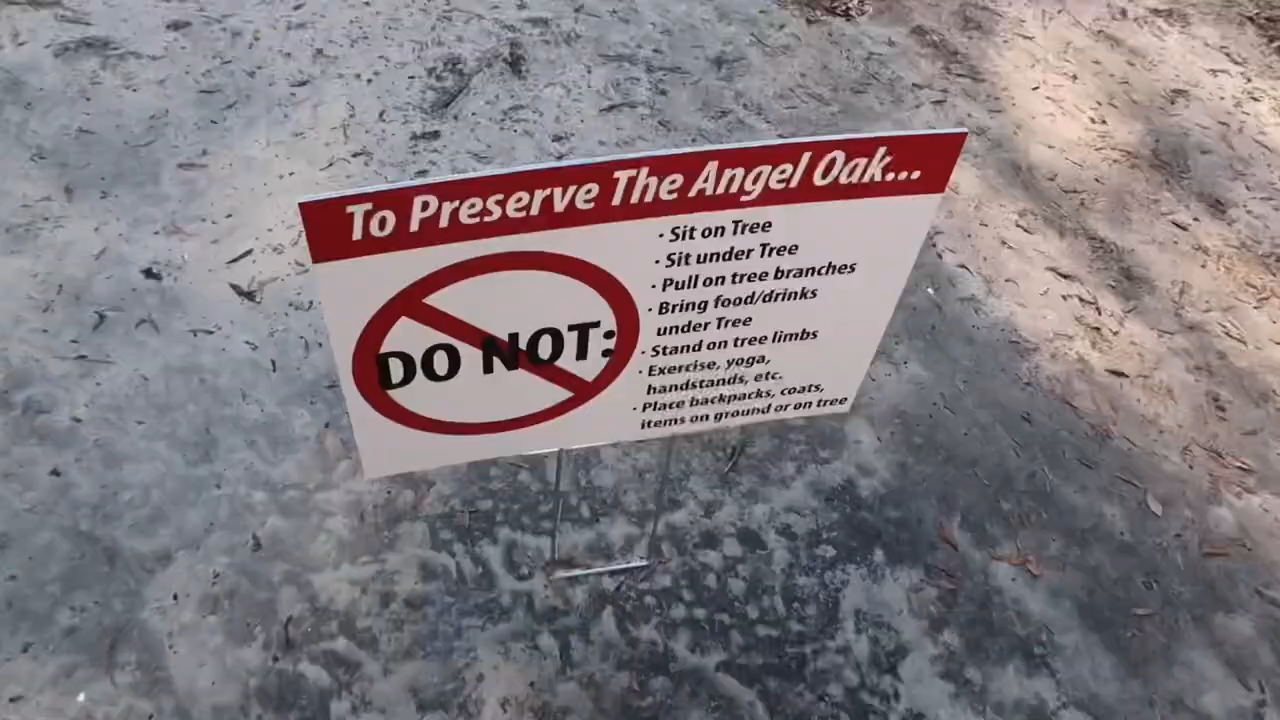 To Preserve The Angel Oak...
DO NOT:
· Sit on Tree
· Sit under Tree
· Pull on tree branches
· Bring food/drinks
under Tree
· Stand on tree limbs
· Exercise, yoga,
handstands, etc.
· Place backpacks, coats,
items on ground or on tree